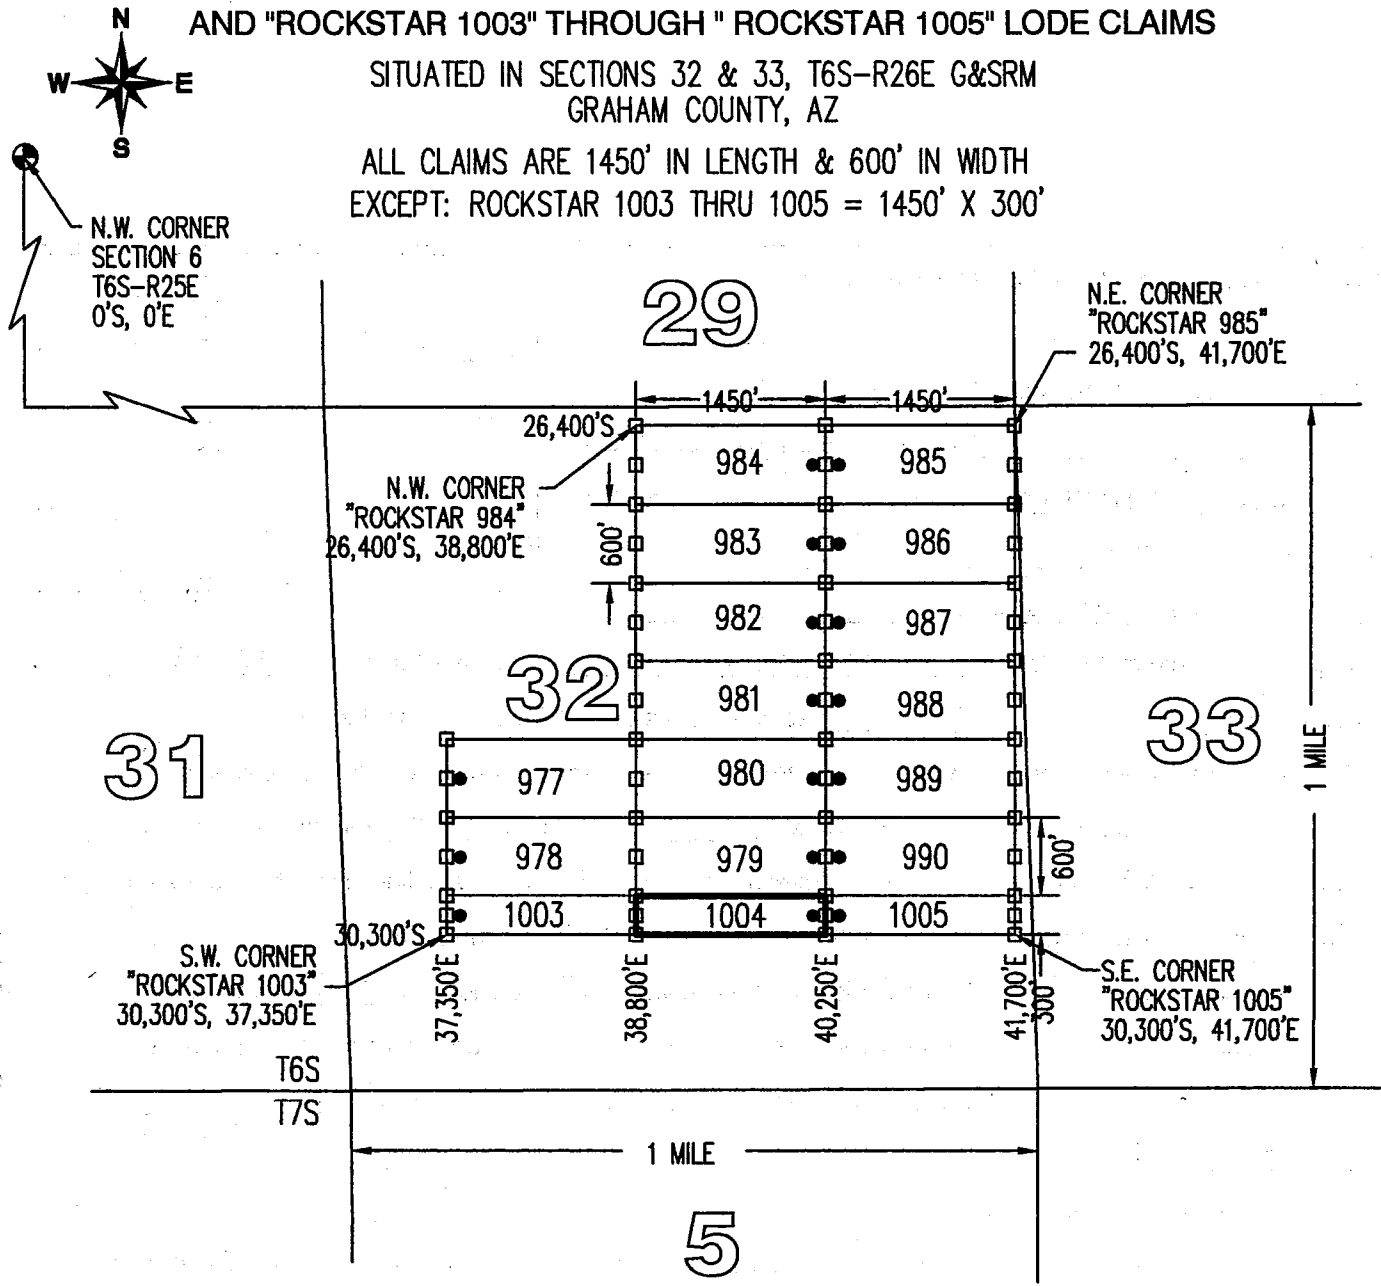 AND "ROCKSTAR 1003" THROUGH " ROCKSTAR 1005" LODE CLAIMS
N
W
E
S
SITUATED IN SECTIONS 32 & 33, T6S-R26E G&SRM
GRAHAM COUNTY, AZ
ALL CLAIMS ARE 1450' IN LENGTH & 600' IN WIDTH
EXCEPT: ROCKSTAR 1003 THRU 1005 = 1450' X 300'
N.W. CORNER
SECTION 6
T6S-R25E
0'S, 0'E
29
N.E. CORNER
"ROCKSTAR 985"
26,400'S, 41,700'E
1450'
1450'
26,400'S
984
985
N.W. CORNER
"ROCKSTAR 984"
26,400'S, 38,800'E
600'
983
986
982
987
32
981
988
31
33
1 MILE
977
980
989
978
979
990
600'
1003
1004
1005
30,300'S
S.W. CORNER
"ROCKSTAR 1003"
30,300'S, 37,350'E
37,350'E
38,800'E
40,250'E
41,700'E
300'
S.E. CORNER
"ROCKSTAR 1005"
30,300'S, 41,700'E
T6S
T7S
1 MILE
5